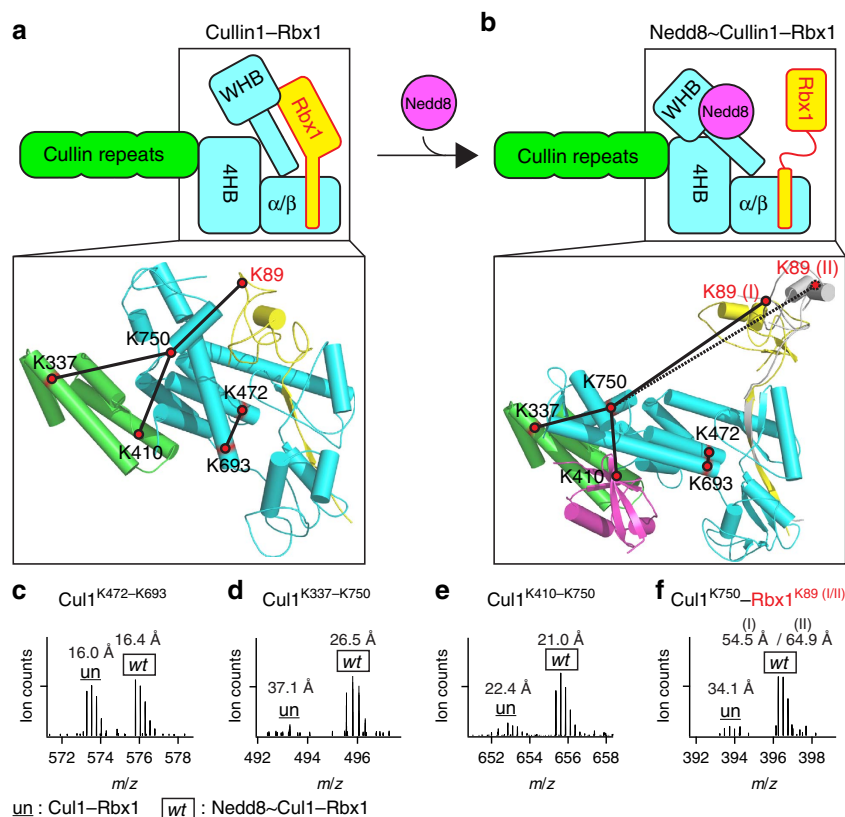 a
Cullin1–Rbx1
WHB
Rbx1
Cullin repeats
4HB
α/β
Nedd8
b
Nedd8~Cullin1–Rbx1
WHB
Nedd8
Rbx1
Cullin repeats
4HB
α/β
K89
K750
K337
K472
K410
K693
K89 (II)
K89 (I)
K750
K337
K472
K410
K693
c
Cul1K472–K693
16.4 Å
16.0 Å
un
wt
Ion counts
572 574 576 578
m/z
d
Cul1K337–K750
26.5 Å
wt
37.1 Å
un
Ion counts
492 494 496
m/z
e
Cul1K410–K750
21.0 Å
wt
22.4 Å
un
Ion counts
652 654 656 658
m/z
f
Cul1K750–Rbx1K89 (I/II)
(I) (II)
54.5 Å / 64.9 Å
wt
34.1 Å
un
Ion counts
392 394 396 398
m/z
un : Cul1–Rbx1 wt : Nedd8~Cul1–Rbx1